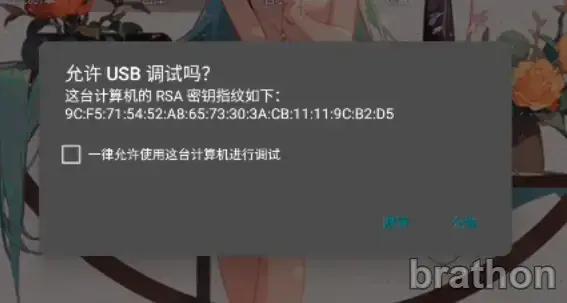 允许 USB 调试吗？
这台计算机的 RSA 密钥指纹如下：
9C:F5:71:54:52:A8:65:73:30:3A:CB:11:11:9C:B2:D5
一律允许使用这台计算机进行调试
brathon